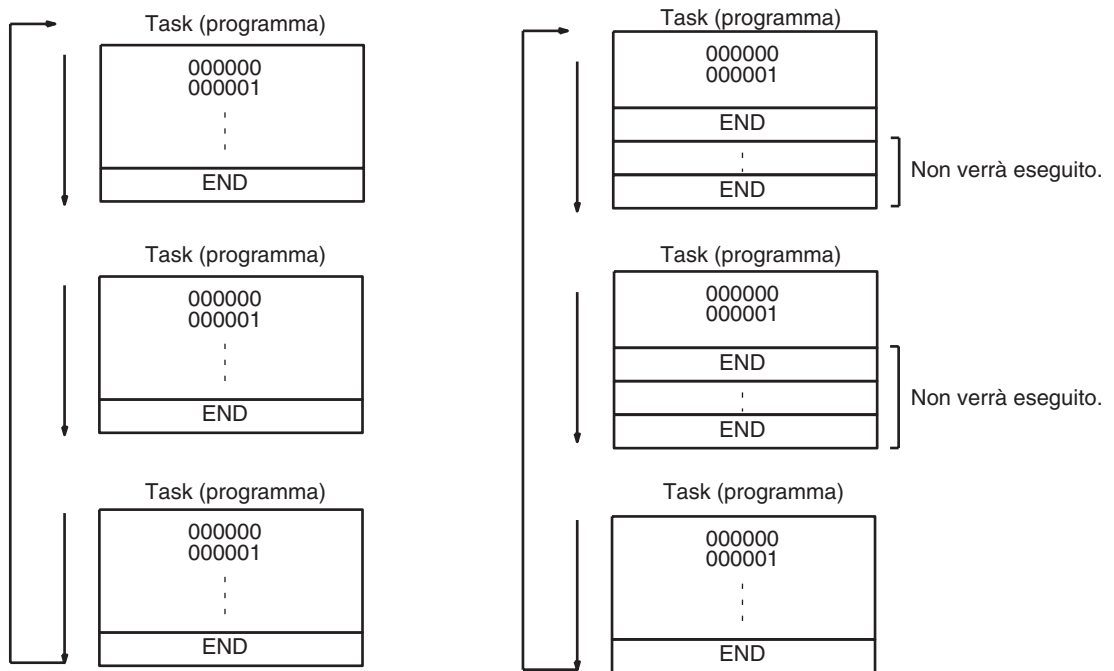 Task (programma)
000000
000001
END
Task (programma)
000000
000001
END
Task (programma)
000000
000001
END
Task (programma)
000000
000001
END
END
Non verrà eseguito.
Task (programma)
000000
000001
END
END
Non verrà eseguito.
Task (programma)
000000
000001
END